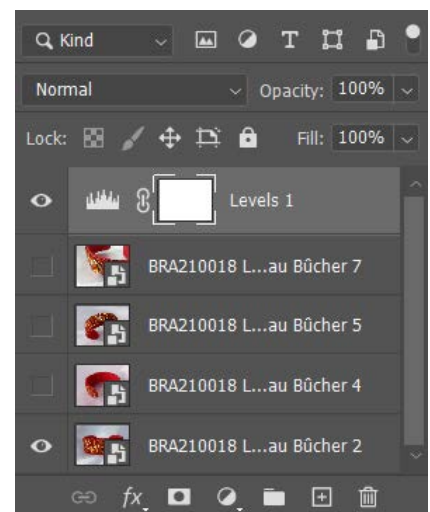 Kind
Normal Opacity: 100%
Lock: Fill: 100%
Levels 1
BRA210018 L...au Bûcher 7
BRA210018 L...au Bûcher 5
BRA210018 L...au Bûcher 4
BRA210018 L...au Bûcher 2
fx